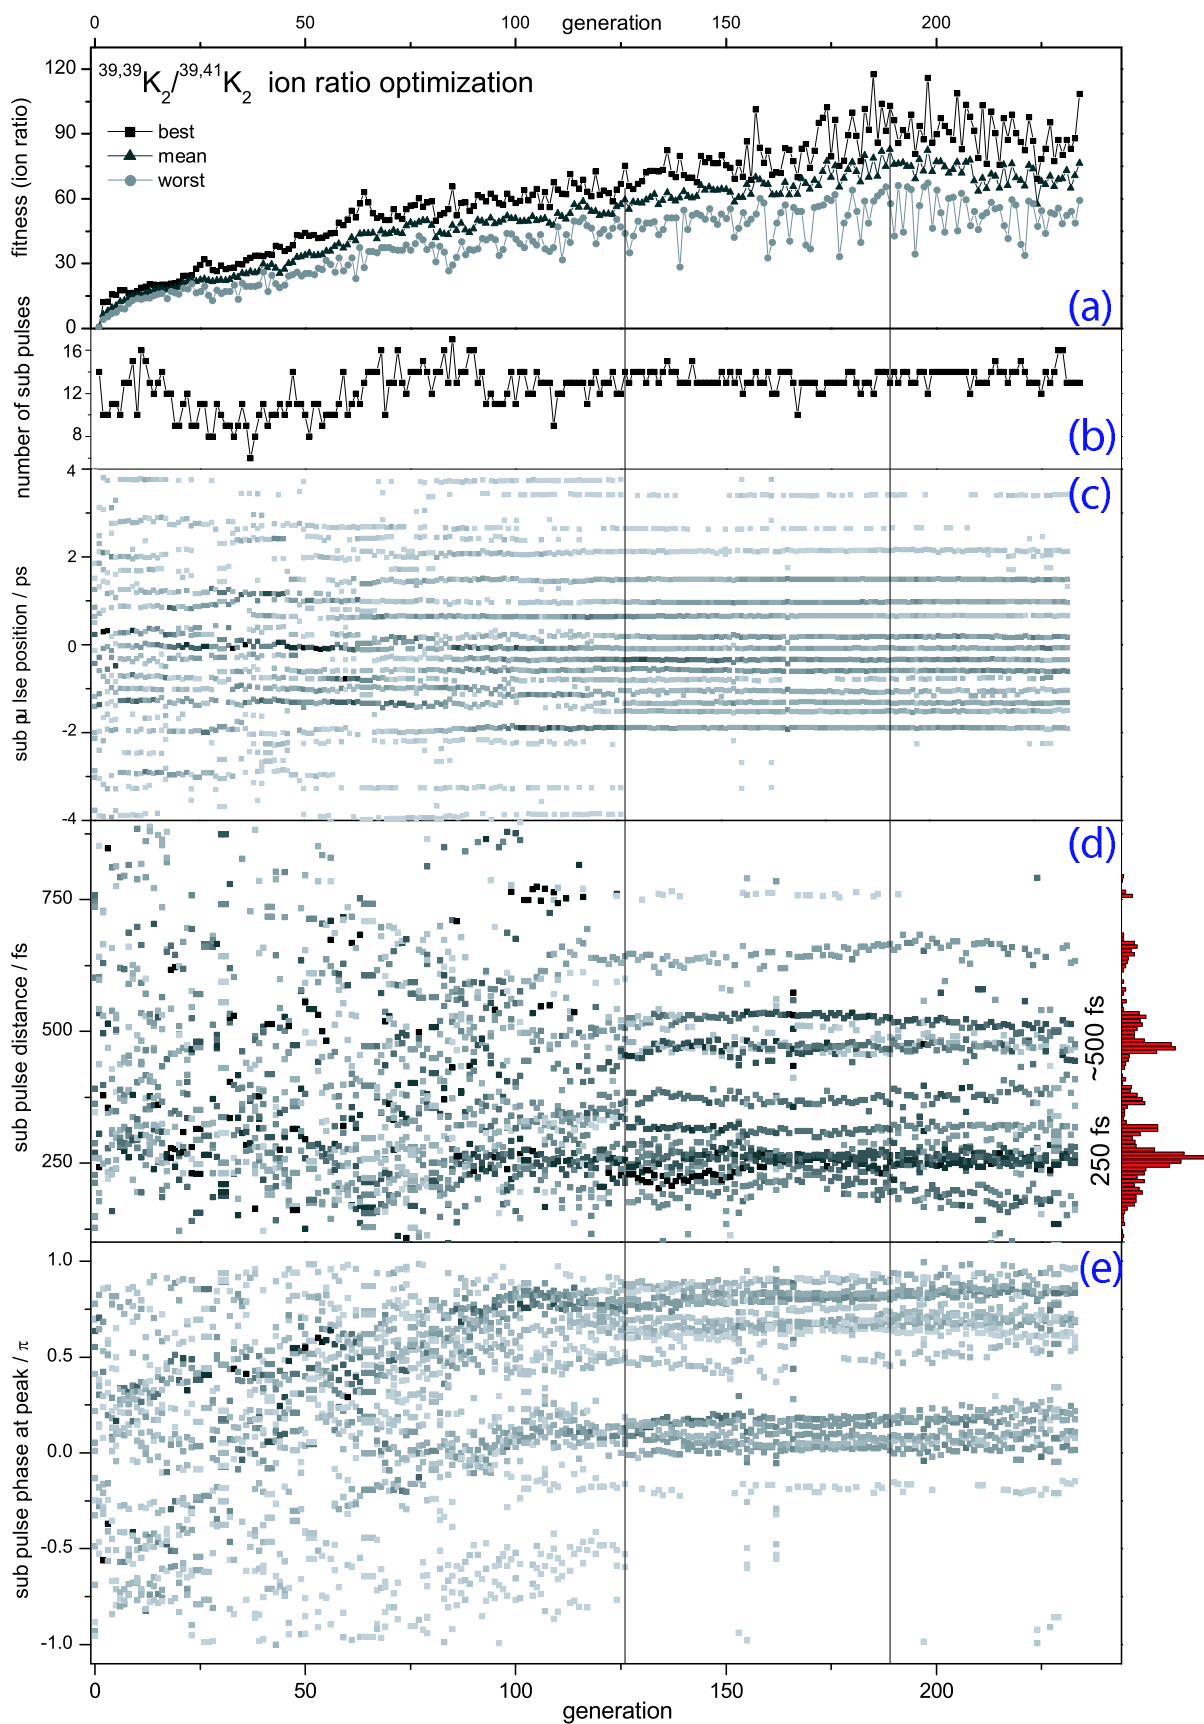 0 50 100 generation 150 200
fitness (ion ratio)
120
90
60
30
0
39,39K2/39,41K2 ion ratio optimization
best
mean
worst
(a)
number of sub pulses
16
12
8
(b)
sub pulse position / ps
4
2
0
-2
-4
(c)
sub pulse distance / fs
750
500
250
(d)
~500 fs
250 fs
sub pulse phase at peak / π
1.0
0.5
0.0
-0.5
-1.0
(e)
0 50 100 150 200
generation